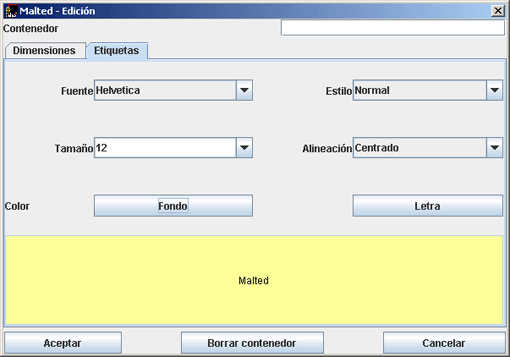 Malted - Edición
Contenedor
Dimensiones Etiquetas
Fuente Helvetica Estilo Normal
Tamaño 12 Alineación Centrado
Color Fondo Letra
Malted
Aceptar Borrar contenedor Cancelar